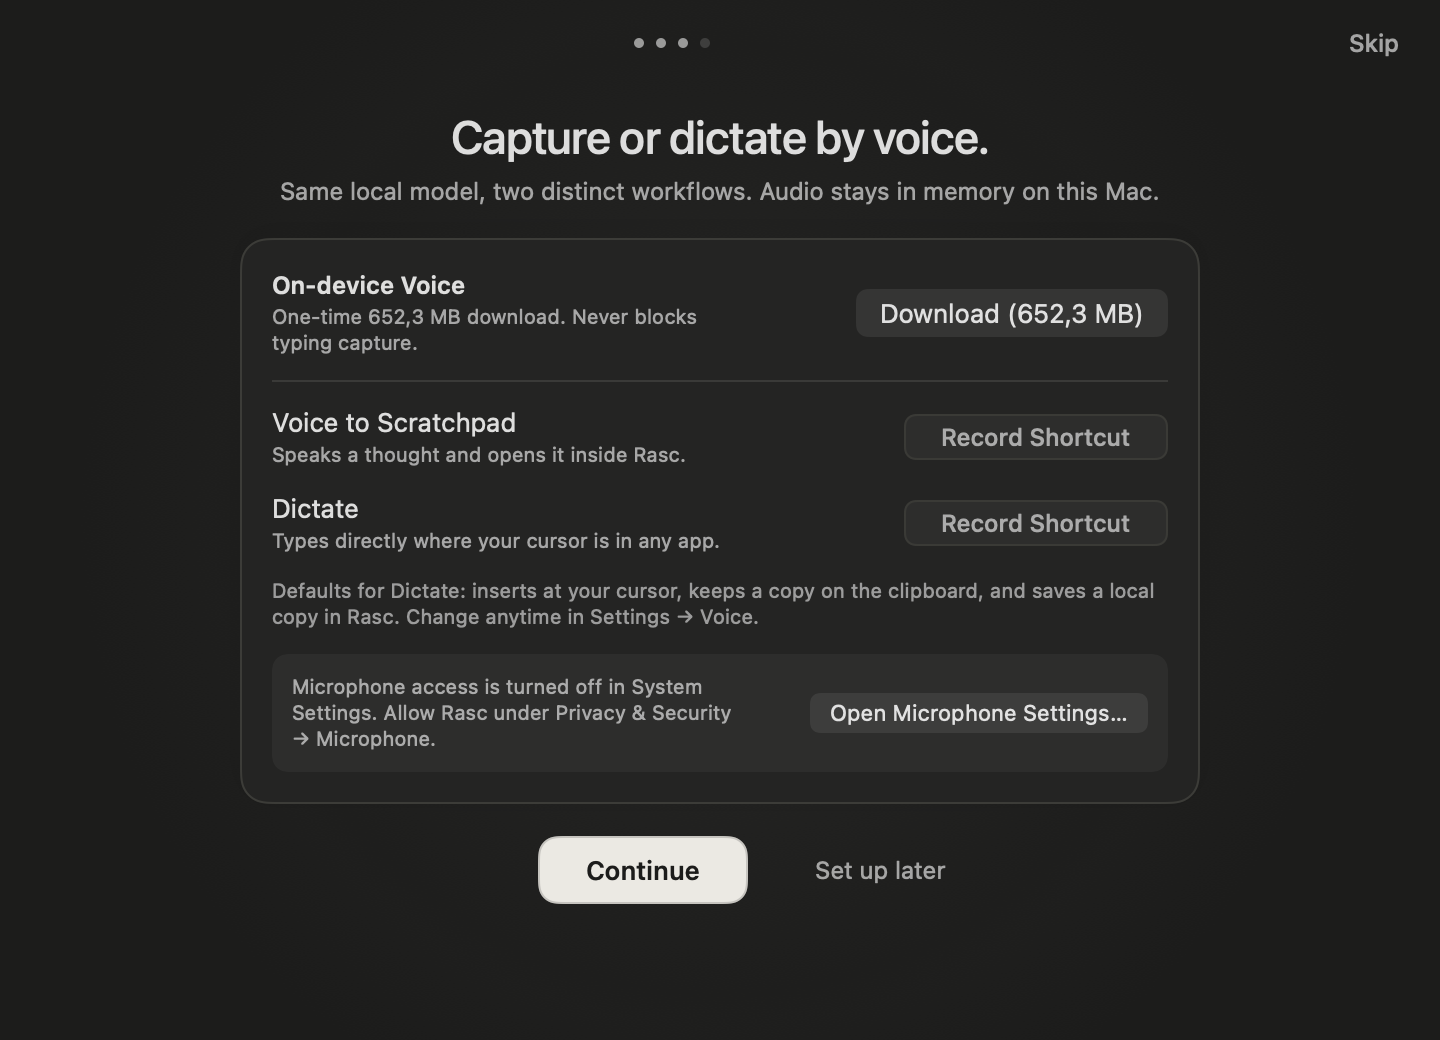 Skip
Capture or dictate by voice.
Same local model, two distinct workflows. Audio stays in memory on this Mac.
On-device Voice
One-time 652,3 MB download. Never blocks
typing capture.
Download (652,3 MB)
Voice to Scratchpad
Speaks a thought and opens it inside Rasc.
Record Shortcut
Dictate
Types directly where your cursor is in any app.
Record Shortcut
Defaults for Dictate: inserts at your cursor, keeps a copy on the clipboard, and saves a local
copy in Rasc. Change anytime in Settings → Voice.
Microphone access is turned off in System
Settings. Allow Rasc under Privacy & Security
→ Microphone.
Open Microphone Settings...
Continue
Set up later